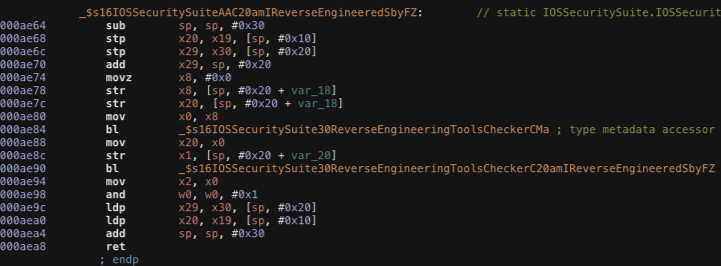 _$s16IOSSecuritySuiteAAC20amIReverseEngineeredSbyFZ:        // static IOSSecuritySuite.IOSSecurit
000ae64 sub sp, sp, #0x30
000ae68 stp x20, x19, [sp, #0x10]
000ae6c stp x29, x30, [sp, #0x20]
000ae70 add x29, sp, #0x20
000ae74 movz x8, #0x0
000ae78 str x8, [sp, #0x20 + var_18]
000ae7c str x20, [sp, #0x20 + var_18]
000ae80 mov x0, x8
000ae84 bl _$s16IOSSecuritySuite30ReverseEngineeringToolsCheckerCMa ; type metadata accessor
000ae88 mov x20, x0
000ae8c str x1, [sp, #0x20 + var_20]
000ae90 bl _$s16IOSSecuritySuite30ReverseEngineeringToolsCheckerC20amIReverseEngineeredSbyFZ
000ae94 mov x2, x0
000ae98 and w0, w0, #0x1
000ae9c ldp x29, x30, [sp, #0x20]
000aea0 ldp x20, x19, [sp, #0x10]
000aea4 add sp, sp, #0x30
000aea8 ret
; endp